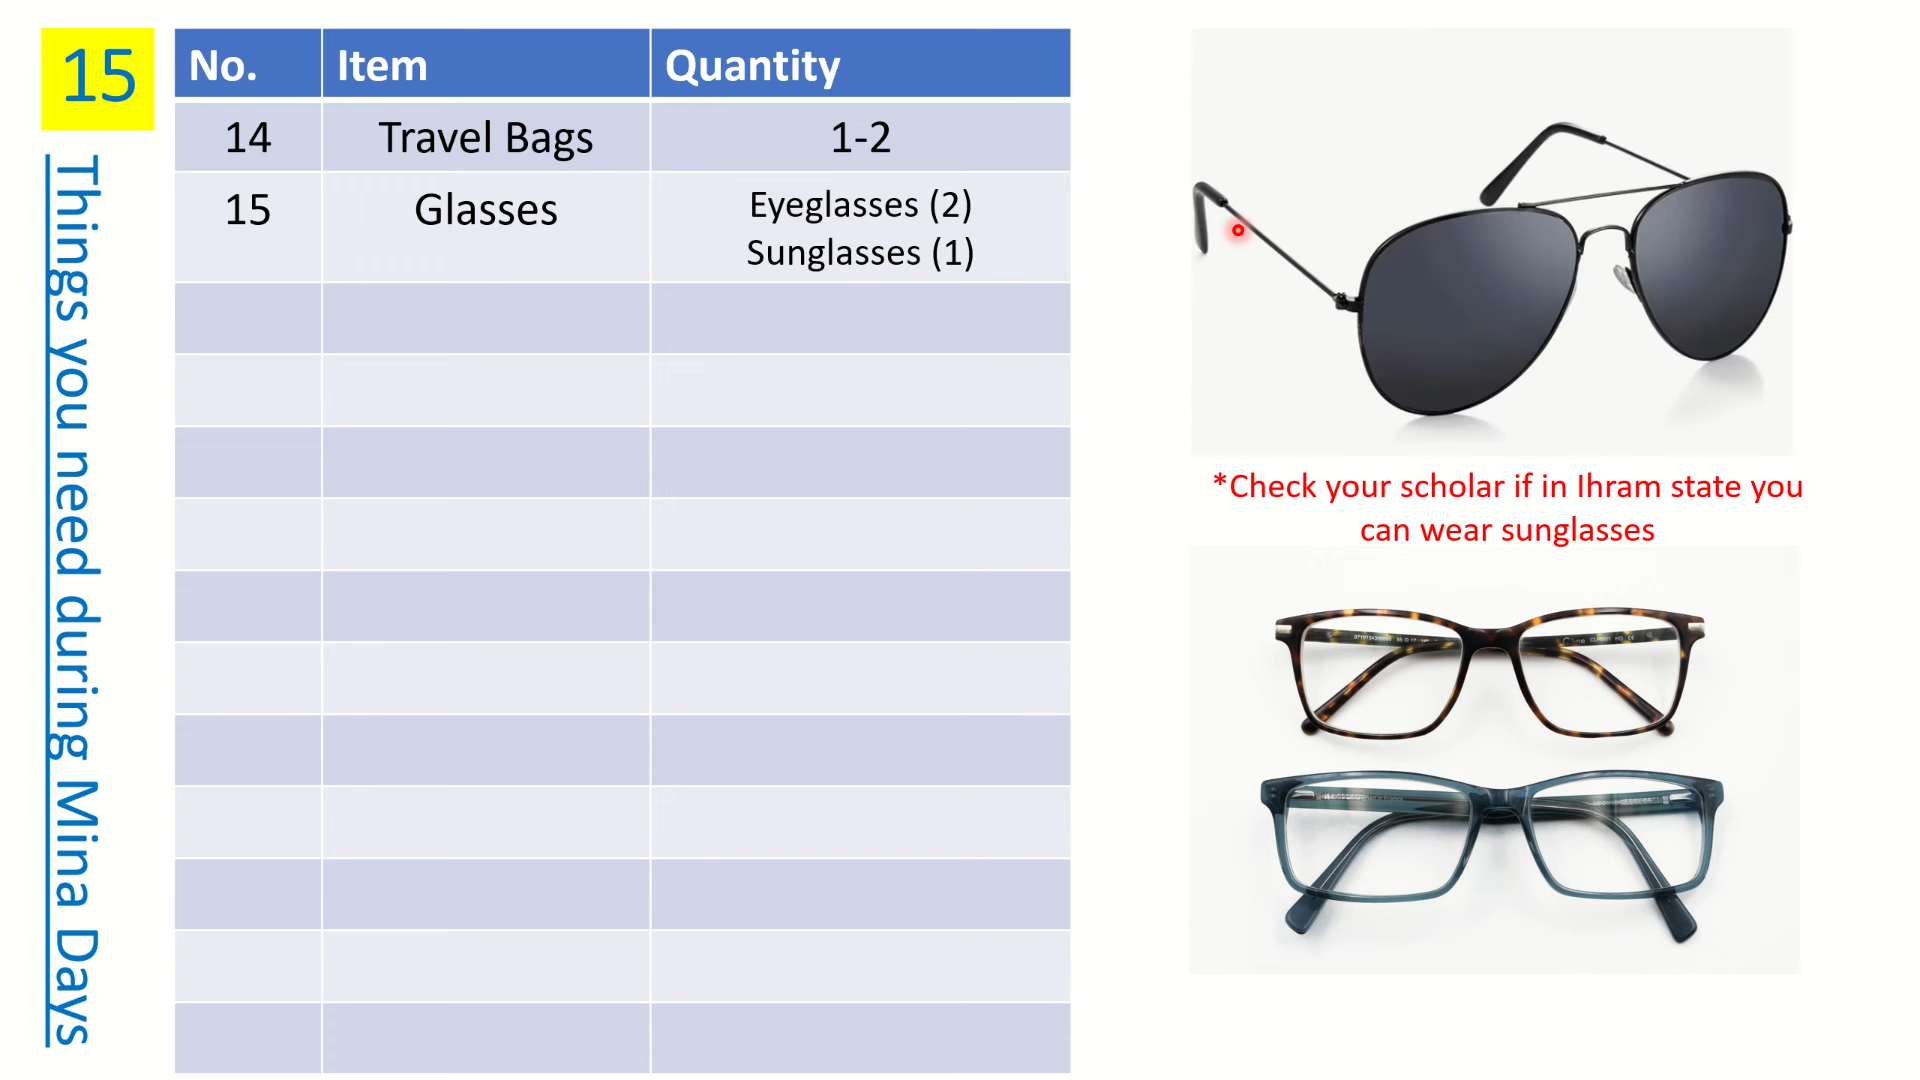 15
Things you need during Mina Days
No. Item Quantity
14 Travel Bags 1-2
15 Glasses Eyeglasses (2)
Sunglasses (1)
*Check your scholar if in Ihram state you
can wear sunglasses